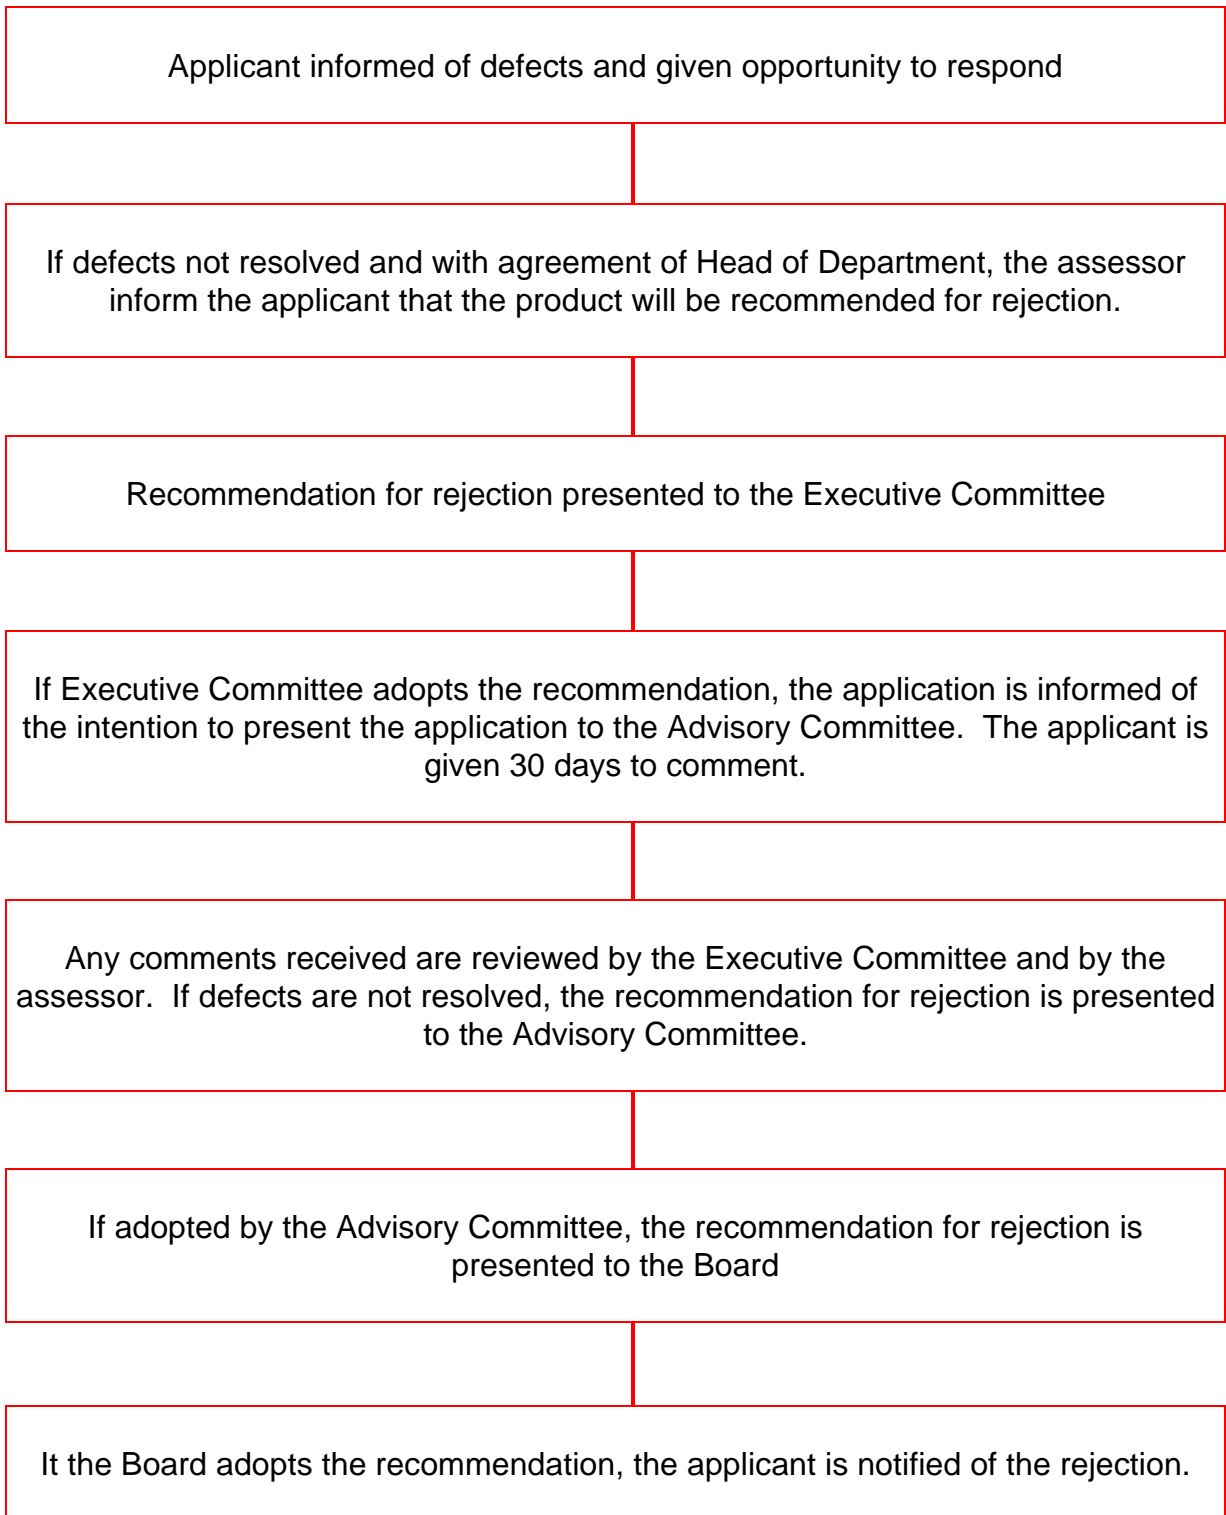 Applicant informed of defects and given opportunity to respond
If defects not resolved and with agreement of Head of Department, the assessor
inform the applicant that the product will be recommended for rejection.
Recommendation for rejection presented to the Executive Committee
If Executive Committee adopts the recommendation, the application is informed of
the intention to present the application to the Advisory Committee.  The applicant is
given 30 days to comment.
Any comments received are reviewed by the Executive Committee and by the
assessor.  If defects are not resolved, the recommendation for rejection is presented
to the Advisory Committee.
If adopted by the Advisory Committee, the recommendation for rejection is
presented to the Board
It the Board adopts the recommendation, the applicant is notified of the rejection.